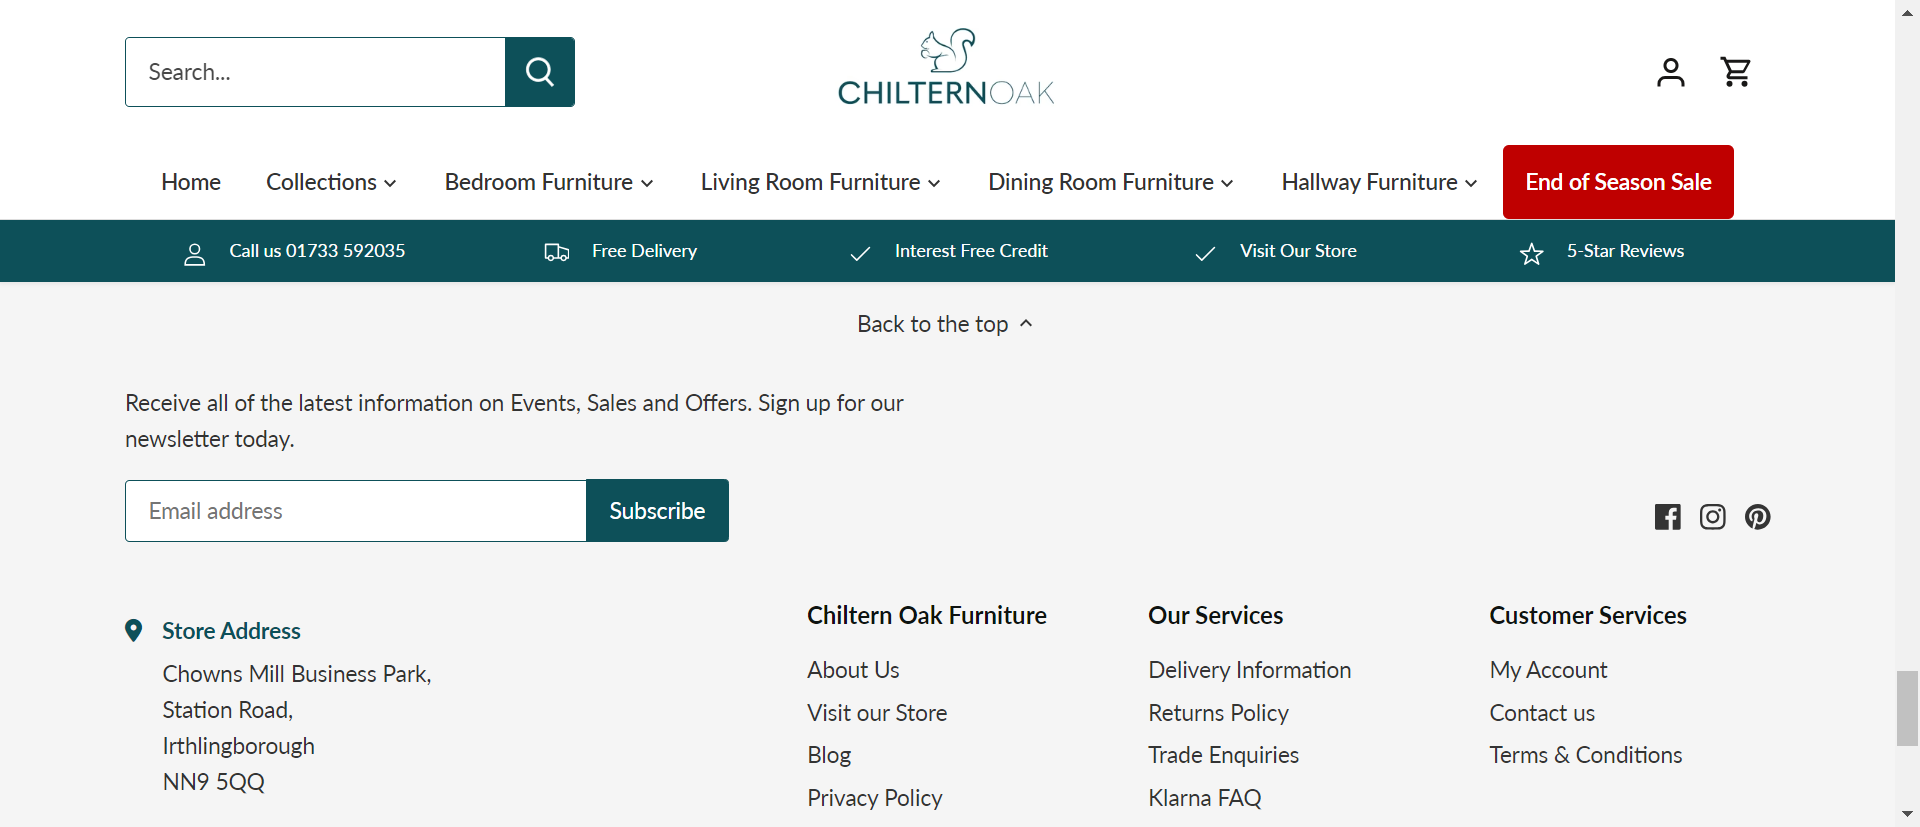 Search...
CHILTERNOAK
Home
Collections
Bedroom Furniture
Living Room Furniture
Dining Room Furniture
Hallway Furniture
End of Season Sale
Call us 01733 592035
Free Delivery
Interest Free Credit
Visit Our Store
5-Star Reviews
Back to the top
Receive all of the latest information on Events, Sales and Offers. Sign up for our
newsletter today.
Email address
Subscribe
Store Address
Chowns Mill Business Park,
Station Road,
Irthlingborough
NN9 5QQ
Chiltern Oak Furniture
About Us
Visit our Store
Blog
Privacy Policy
Our Services
Delivery Information
Returns Policy
Trade Enquiries
Klarna FAQ
Customer Services
My Account
Contact us
Terms & Conditions